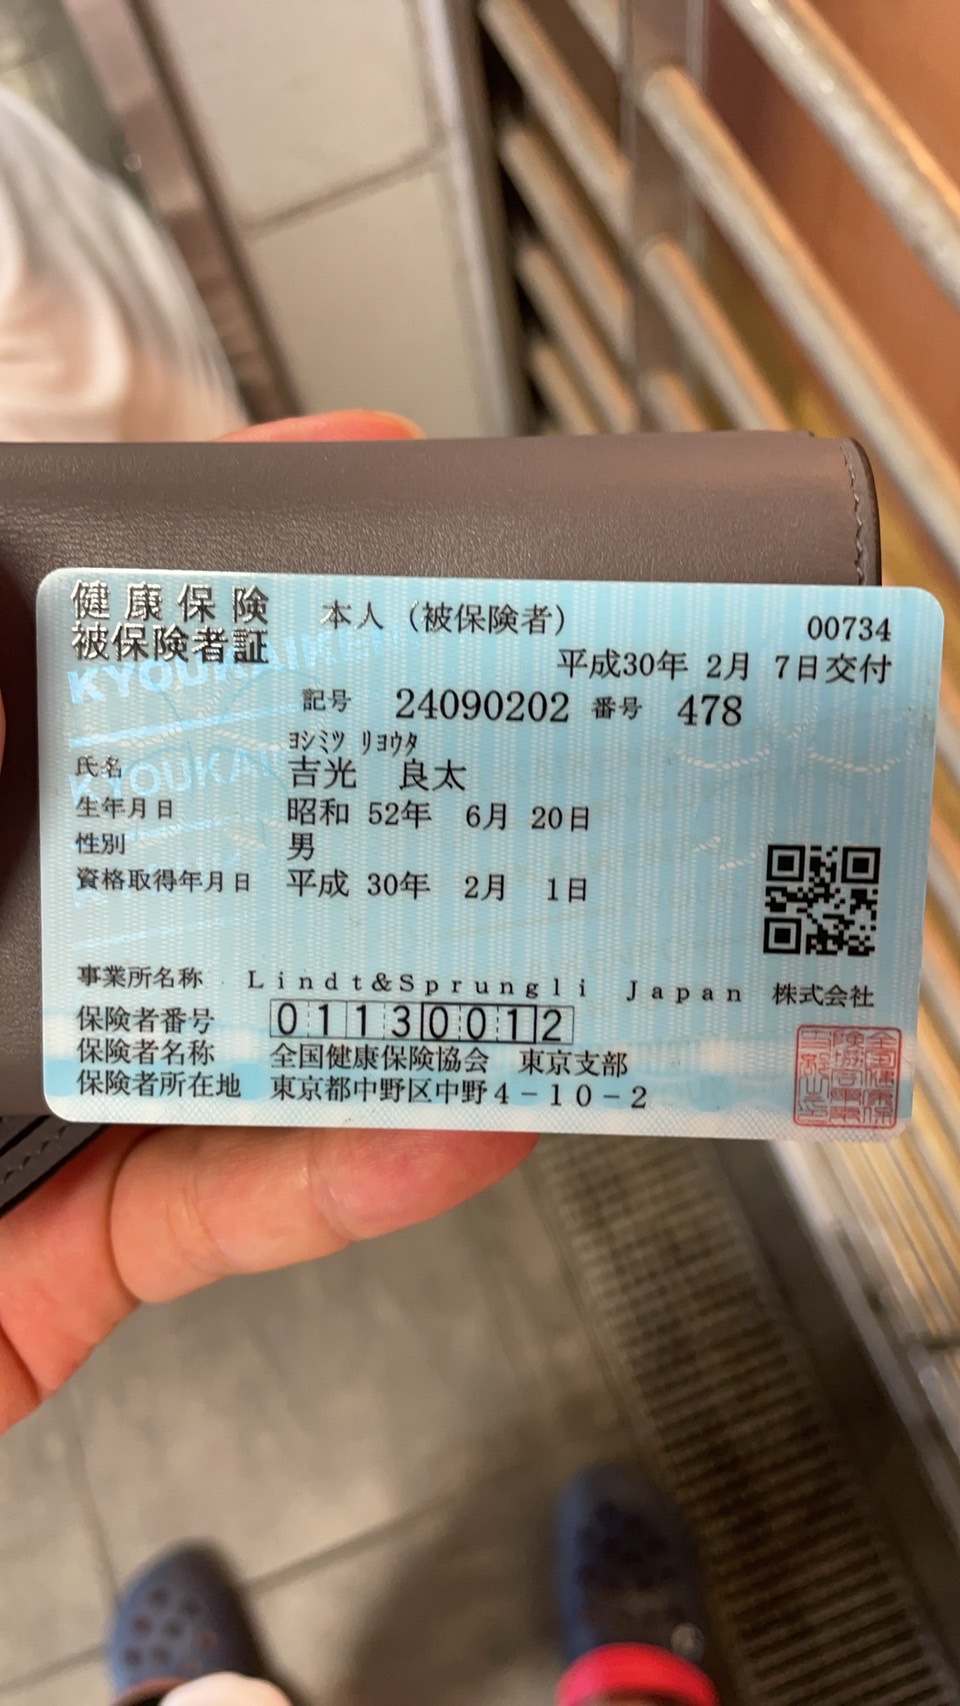 健康保険
被保険者証
本人（被保険者）
00734
平成30年 2月 7日交付
記号 24090202 番号 478
ﾖｼﾐﾂ ﾘﾖｳﾀ
氏名 吉光 良太
生年月日 昭和 52年 6月 20日
性別 男
資格取得年月日 平成 30年 2月 1日
事業所名称 Lindt&Sprungli Japan 株式会社
保険者番号 01130012
保険者名称 全国健康保険協会 東京支部
保険者所在地 東京都中野区中野4-10-2